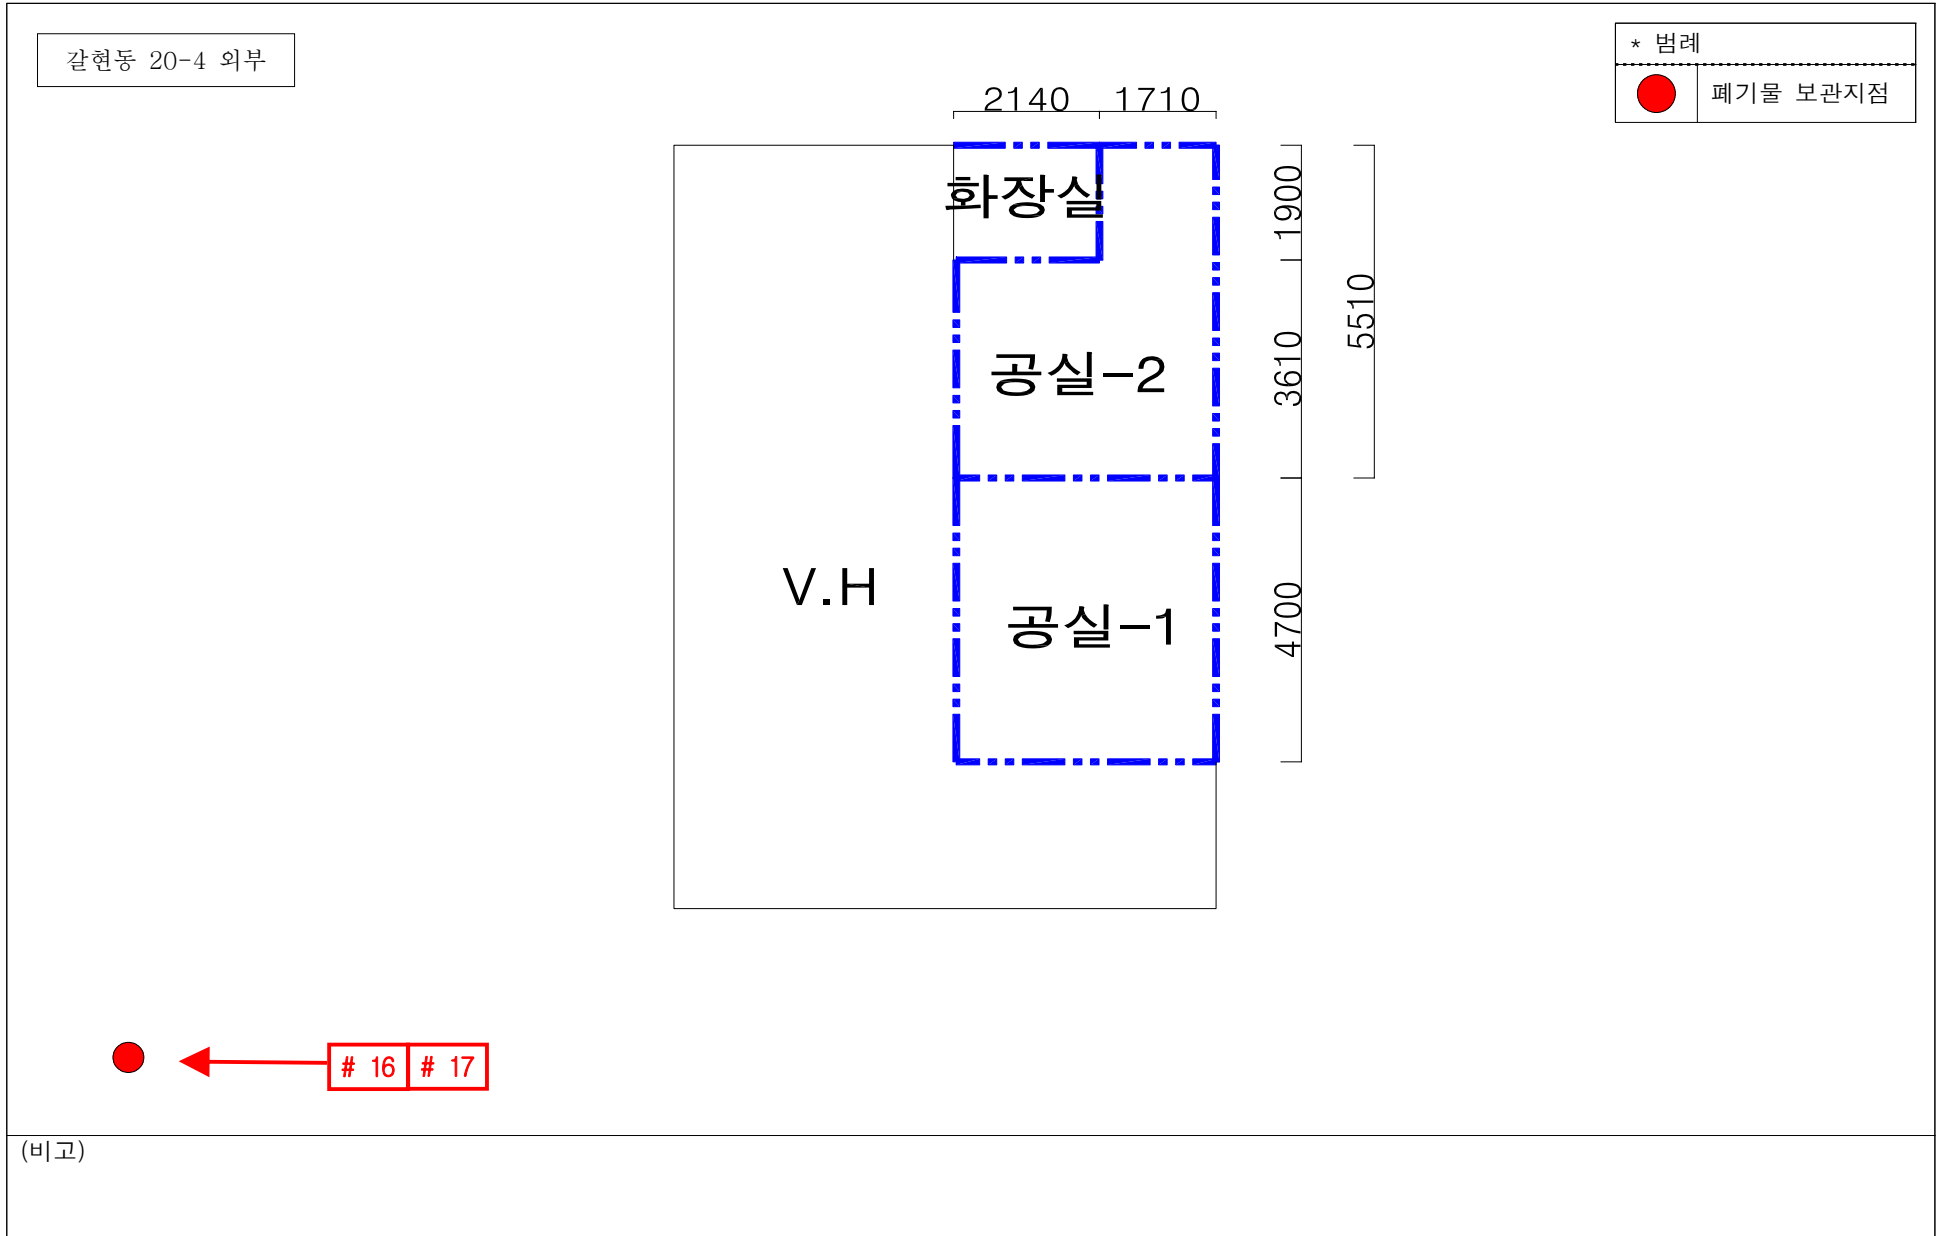 갈현동 20-4 외부
* 범례
폐기물 보관지점
2140 1710
화장실
1900
5510
3610
공실-2
V.H
공실-1
4700
# 16 # 17
(비고)